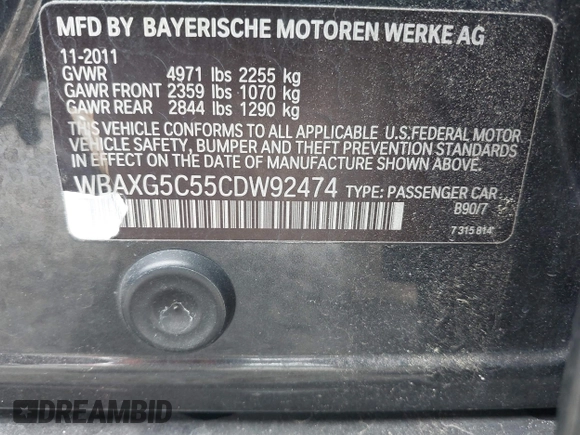 MFD BY BAYERISCHE MOTOREN WERKE AG
11-2011
GVWR 4971 lbs 2255 kg
GAWR FRONT 2359 lbs 1070 kg
GAWR REAR 2844 lbs 1290 kg
THIS VEHICLE CONFORMS TO ALL APPLICABLE U.S.FEDERAL MOTOR
VEHICLE SAFETY, BUMPER AND THEFT PREVENTION STANDARDS
IN EFFECT ON THE DATE OF MANUFACTURE SHOWN ABOVE.
WBAXG5C55CDW92474 TYPE: PASSENGER CAR
B90/7
7 315 814
DREAMBID